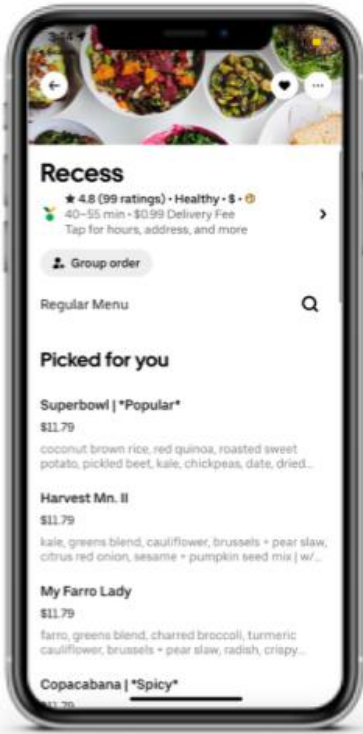 3:14
Recess
★ 4.8 (99 ratings) • Healthy • $ •
40–55 min • $0.99 Delivery Fee
Tap for hours, address, and more
Group order
Regular Menu
Picked for you
Superbowl | *Popular*
$11.79
coconut brown rice, red quinoa, roasted sweet
potato, pickled beet, kale, chickpeas, date, dried...
Harvest Mn. II
$11.79
kale, greens blend, cauliflower, brussels + pear slaw,
citrus red onion, sesame + pumpkin seed mix | w/...
My Farro Lady
$11.79
farro, greens blend, charred broccoli, turmeric
cauliflower, brussels + pear slaw, radish, crispy...
Copacabana | *Spicy*
$11.79